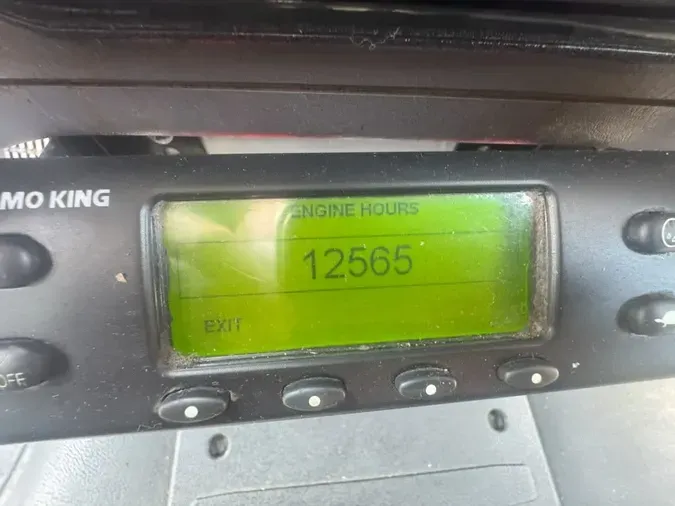 MO KING
ENGINE HOURS
12565
EXIT
OFF